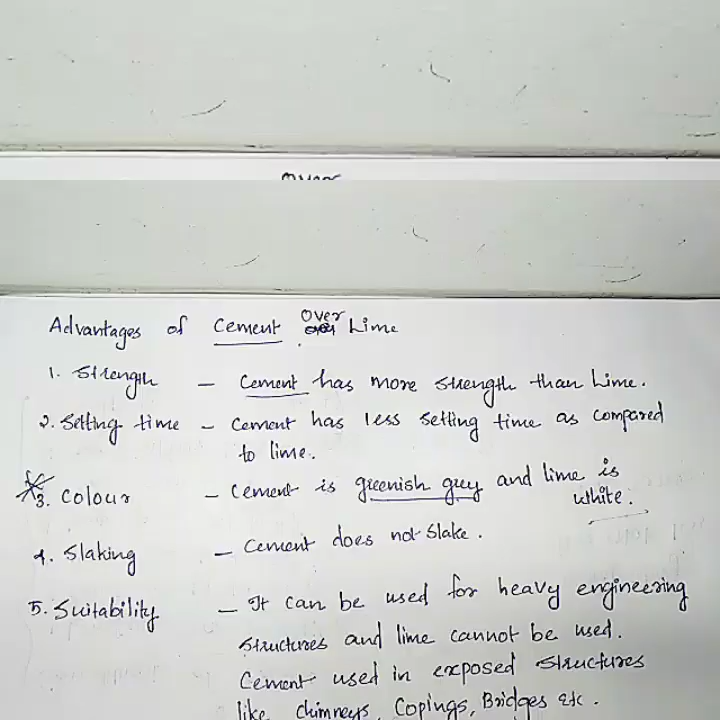 Advantages of Cement Over Lime
1. Strength - Cement has more strength than Lime.
2. Setting time - Cement has less setting time as compared
to lime.
3. Colour - Cement is greenish grey and lime is
white.
4. Slaking - Cement does not slake.
5. Suitability - It can be used for heavy engineering
structures and lime cannot be used.
Cement used in exposed structures
like chimneys, Copings, Bridges etc.